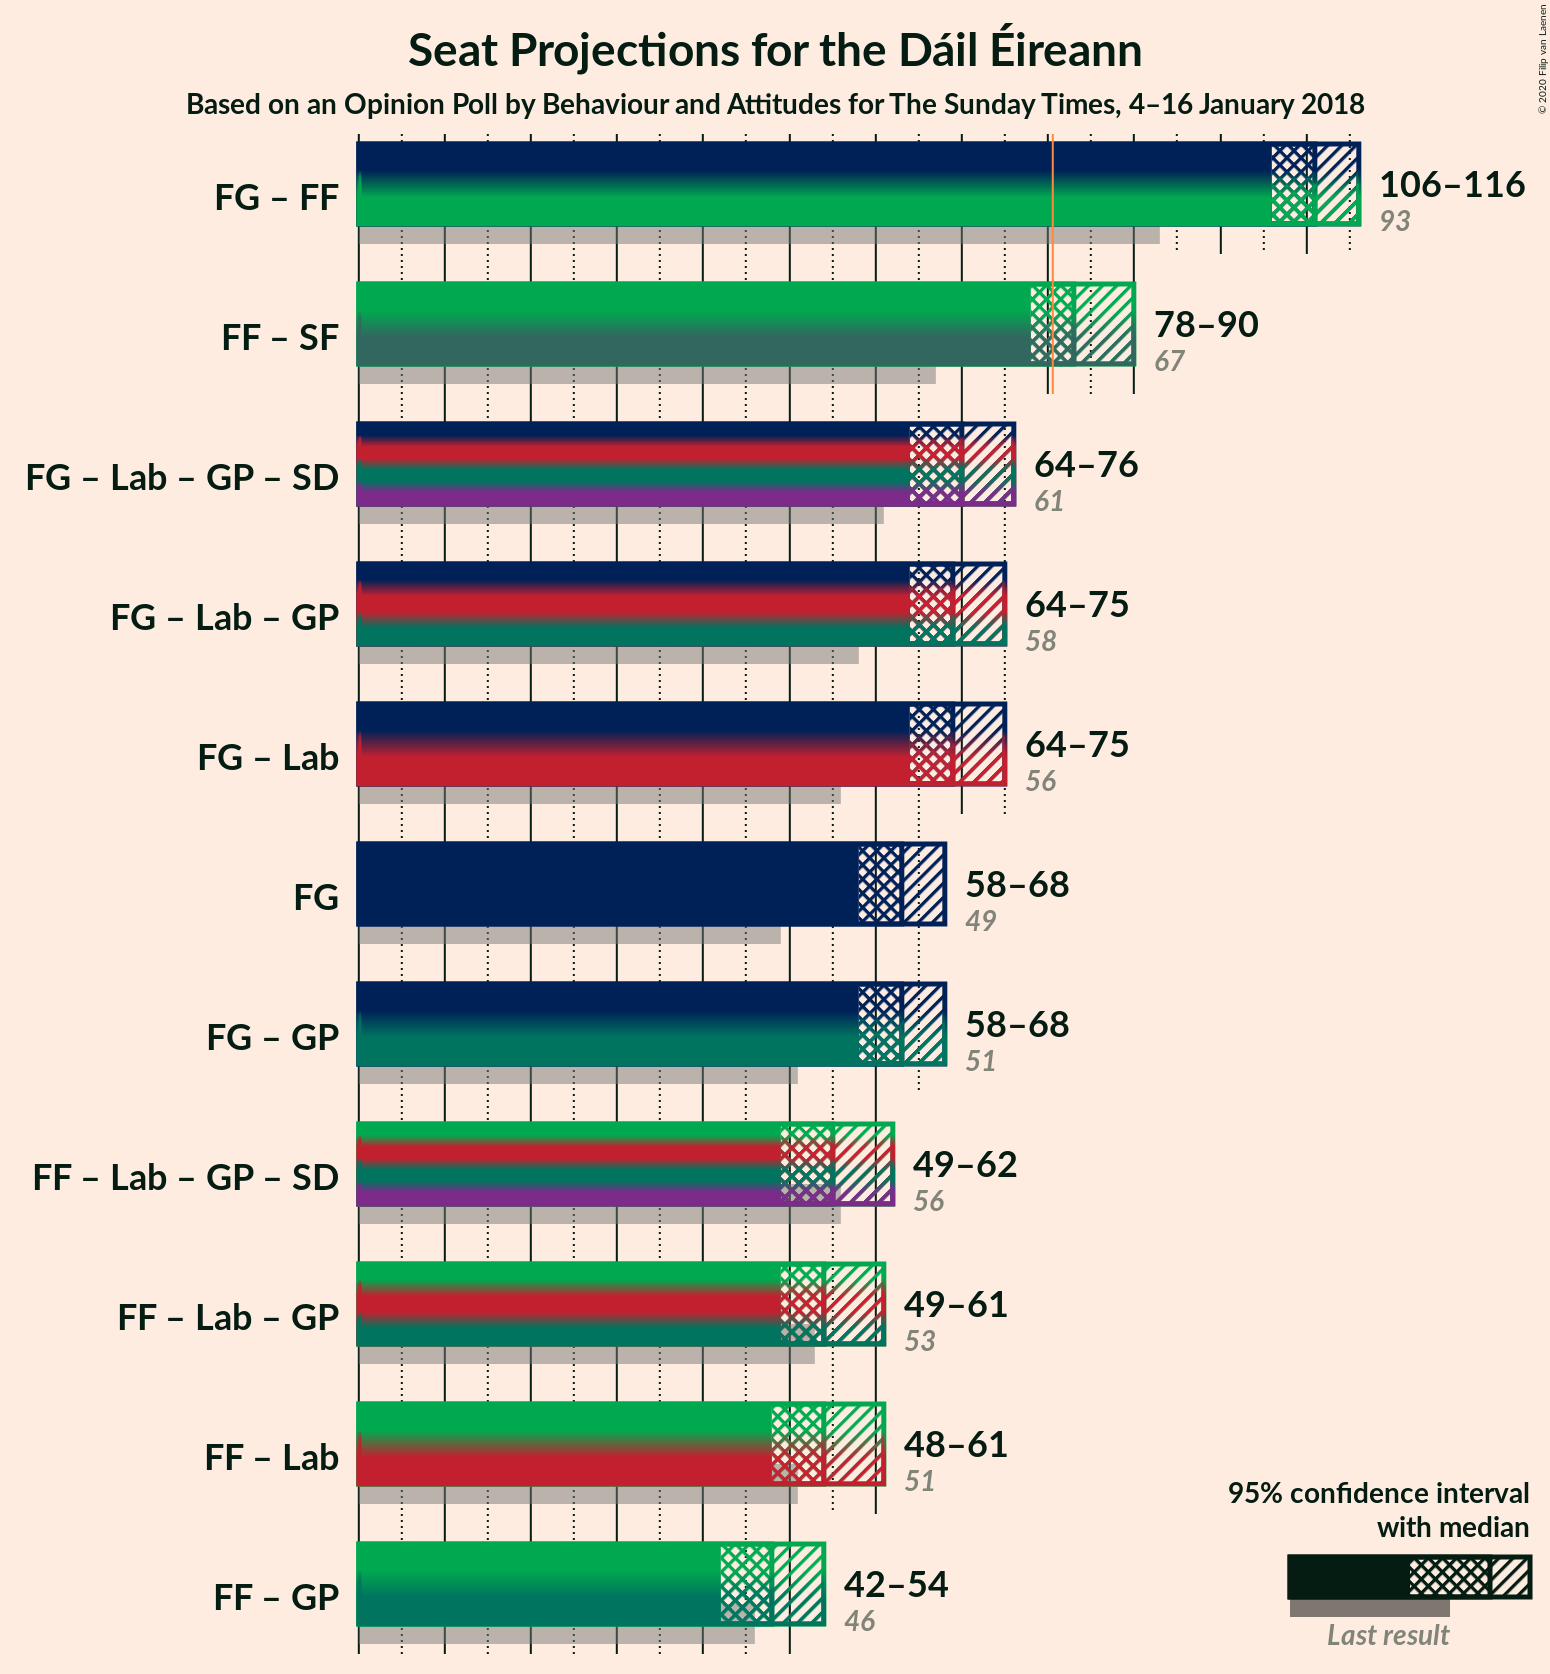 Seat Projections for the Dáil Éireann
Based on an Opinion Poll by Behaviour and Attitudes for The Sunday Times, 4–16 January 2018
© 2020 Filip van Laenen
FG – FF
106–116
93
FF – SF
78–90
67
FG – Lab – GP – SD
64–76
61
FG – Lab – GP
64–75
58
FG – Lab
64–75
56
FG
58–68
49
FG – GP
58–68
51
FF – Lab – GP – SD
49–62
56
FF – Lab – GP
49–61
53
FF – Lab
48–61
51
FF – GP
42–54
46
95% confidence interval
with median
Last result